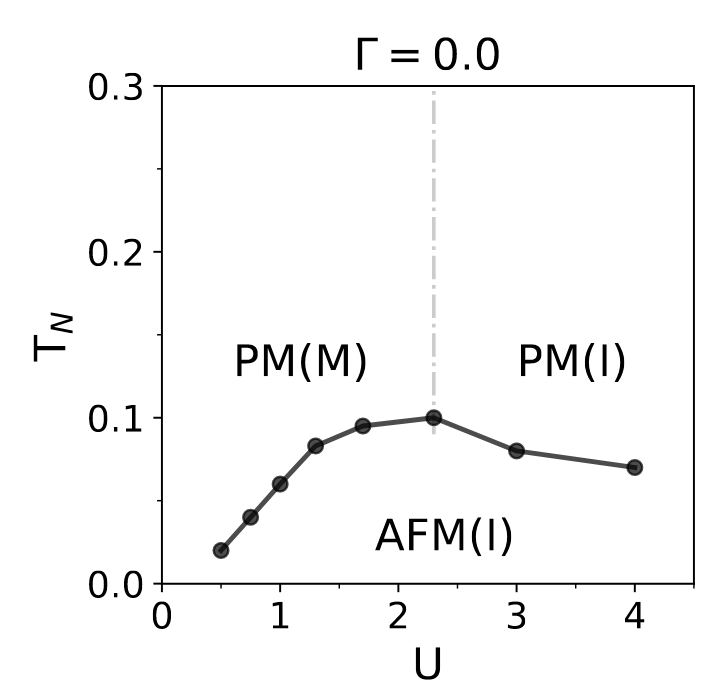 Γ = 0.0
0.3
0.2
0.1
0.0
T_N
PM(M)
PM(I)
AFM(I)
0 1 2 3 4
U